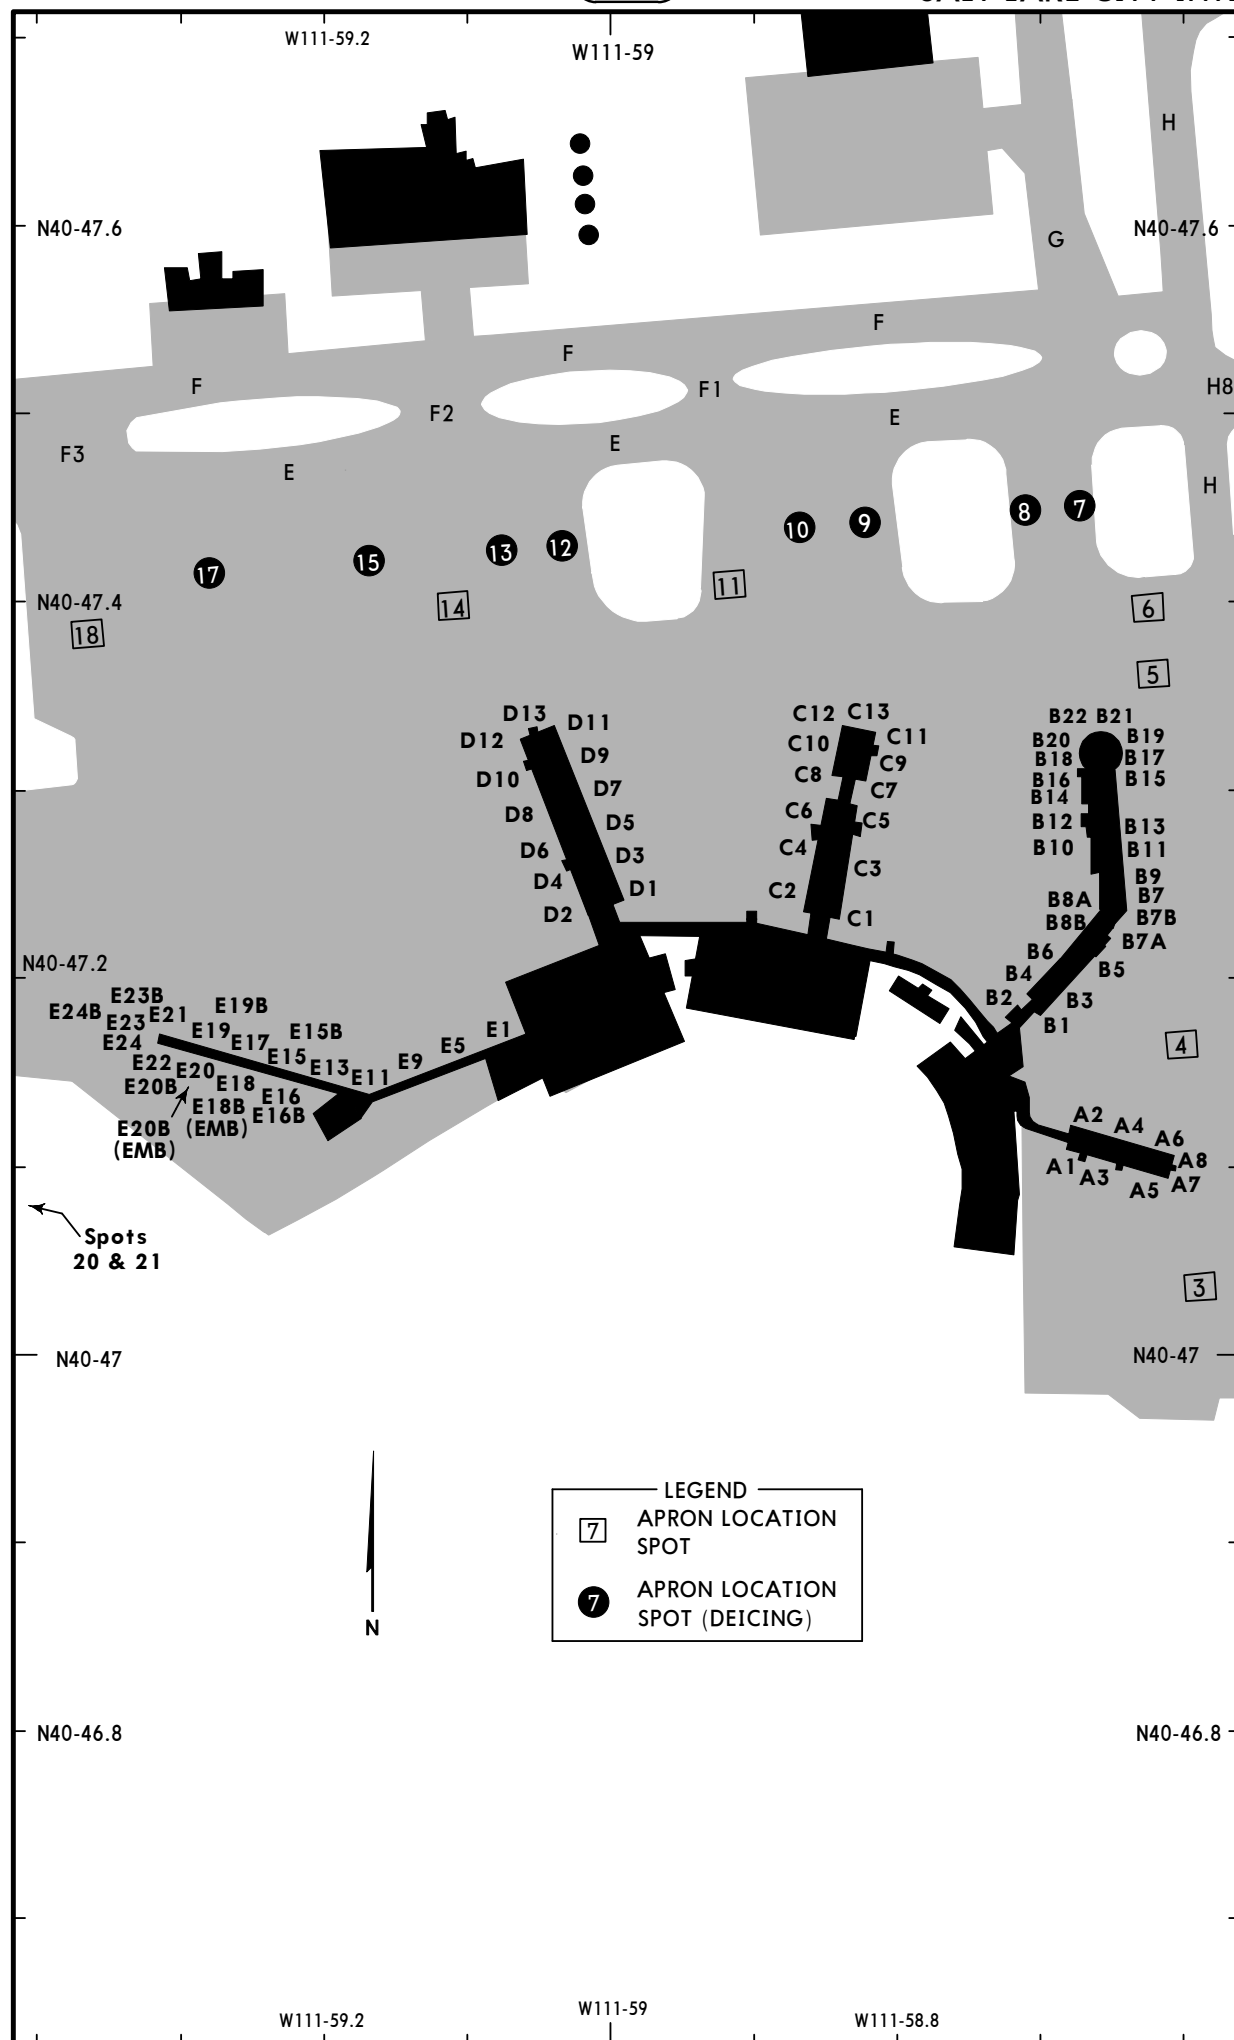 W111-59.2
W111-59
H
N40-47.6
N40-47.6
G
F
F
F
F1
H8
F2
E
E
F3
E
H
7
8
9
10
12
13
15
17
11
14
6
18
N40-47.4
5
D13
D11
D12
D9
D10
D7
D8
D5
D6
D3
D4
D1
D2
C12
C13
C10
C11
C9
C8
C7
C6
C5
C4
C3
C2
C1
B22
B21
B20
B19
B18
B17
B16
B15
B14
B12
B13
B10
B11
B9
B8A
B7
B8B
B7B
B7A
B6
B5
B4
B3
B2
B1
N40-47.2
E23B
E24B
E21
E19B
E23
E19
E15B
E24
E17
E1
E5
E22
E15
E9
E20
E13
E11
E20B
E18
E16
E18B
E16B
E20B
(EMB)
(EMB)
4
A2
A4
A6
A1
A3
A8
A5
A7
Spots
20 & 21
3
N40-47
N40-47
LEGEND
7
APRON LOCATION
SPOT
7
APRON LOCATION
SPOT (DEICING)
N
N40-46.8
N40-46.8
W111-59.2
W111-59
W111-58.8